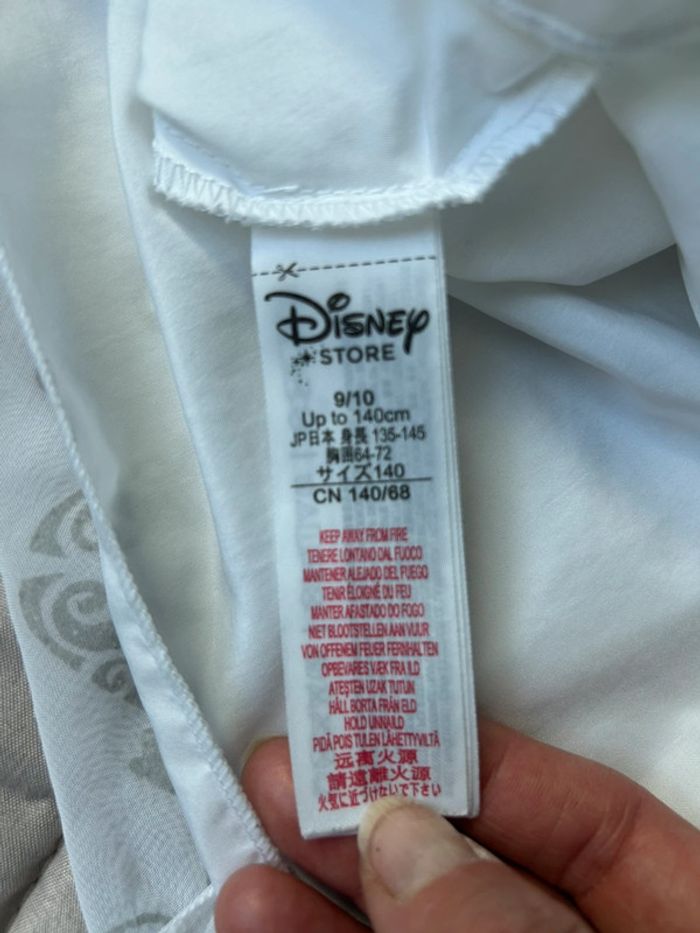 Disney
STORE
9/10
Up to 140cm
JP日本 身長 135-145
胸囲64-72
サイズ140
CN 140/68
KEEP AWAY FROM FIRE
TENERE LONTANO DAL FUOCO
MANTENER ALEJADO DEL FUEGO
TENIR ÉLOIGNÉ DU FEU
MANTER AFASTADO DO FOGO
NIET BLOOTSTELLEN AAN VUUR
VON OFFENEM FEUER FERNHALTEN
OPBEVARES VÆK FRA ILD
ATEŞTEN UZAK TUTUN
HÅLL BORTA FRÅN ELD
HOLD UNNA ILD
PIDÄ POIS TULEN LÄHETTYVILTÄ
远离火源
請遠離火源
火気に近づけないで下さい